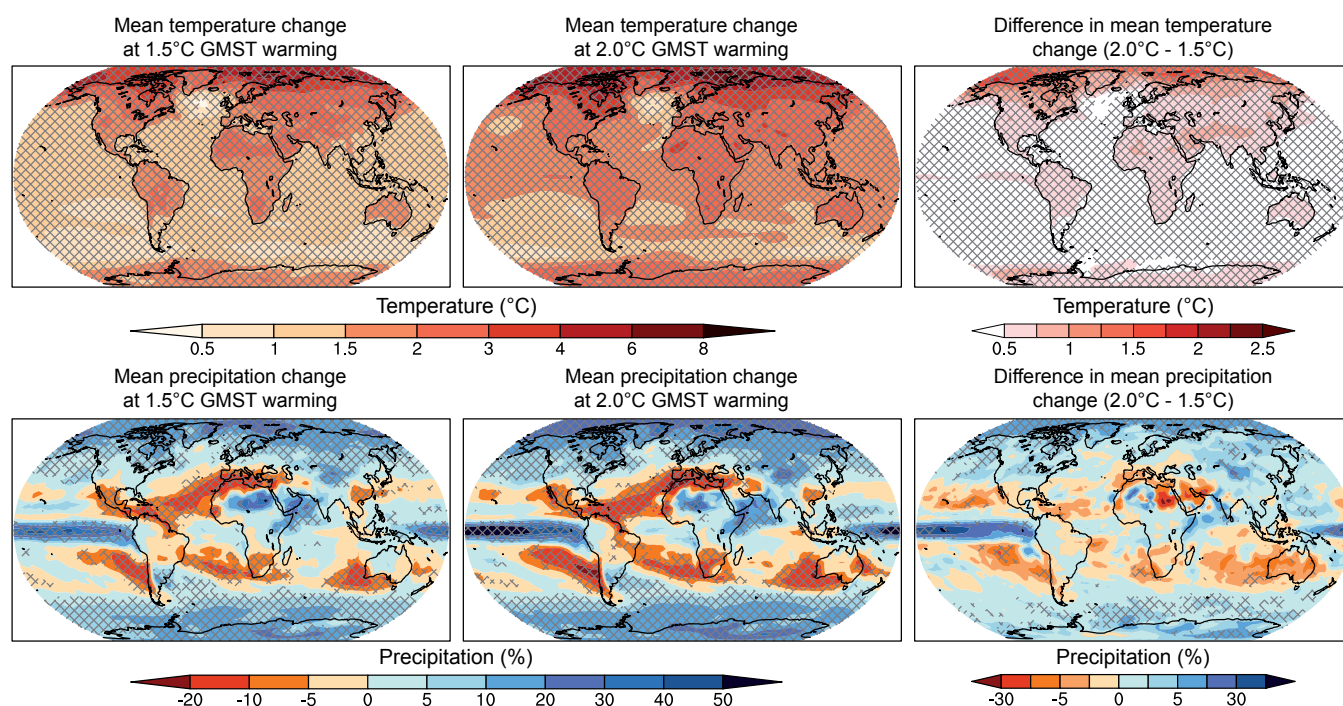 Mean temperature change
at 1.5°C GMST warming
Mean temperature change
at 2.0°C GMST warming
Difference in mean temperature
change (2.0°C - 1.5°C)
Temperature (°C)
0.5 1 1.5 2 3 4 6 8
Temperature (°C)
0.5 1 1.5 2 2.5
Mean precipitation change
at 1.5°C GMST warming
Mean precipitation change
at 2.0°C GMST warming
Difference in mean precipitation
change (2.0°C - 1.5°C)
Precipitation (%)
-20 -10 -5 0 5 10 20 30 40 50
Precipitation (%)
-30 -5 0 5 30